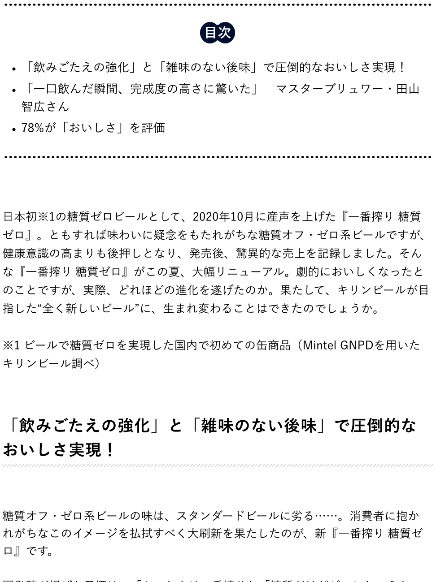 目次
• 「飲みごたえの強化」と「雑味のない後味」で圧倒的なおいしさ実現！
• 「一口飲んだ瞬間、完成度の高さに驚いた」　マスターブリュワー・田山
智広さん
• 78%が「おいしさ」を評価
日本初※1の糖質ゼロビールとして、2020年10月に産声を上げた『一番搾り 糖質
ゼロ』。ともすれば味わいに疑念をもたれがちな糖質オフ・ゼロ系ビールですが、
健康意識の高まりも後押しとなり、発売後、驚異的な売上を記録しました。そん
な『一番搾り 糖質ゼロ』がこの夏、大幅リニューアル。劇的においしくなったと
のことですが、実際、どれほどの進化を遂げたのか。果たして、キリンビールが目
指した“全く新しいビール”に、生まれ変わることはできたのでしょうか。
※1 ビールで糖質ゼロを実現した国内で初めての缶商品（Mintel GNPDを用いた
キリンビール調べ）
「飲みごたえの強化」と「雑味のない後味」で圧倒的な
おいしさ実現！
糖質オフ・ゼロ系ビールの味は、スタンダードビールに劣る……。消費者に抱か
れがちなこのイメージを払拭すべく大刷新を果たしたのが、新『一番搾り 糖質ゼ
ロ』です。